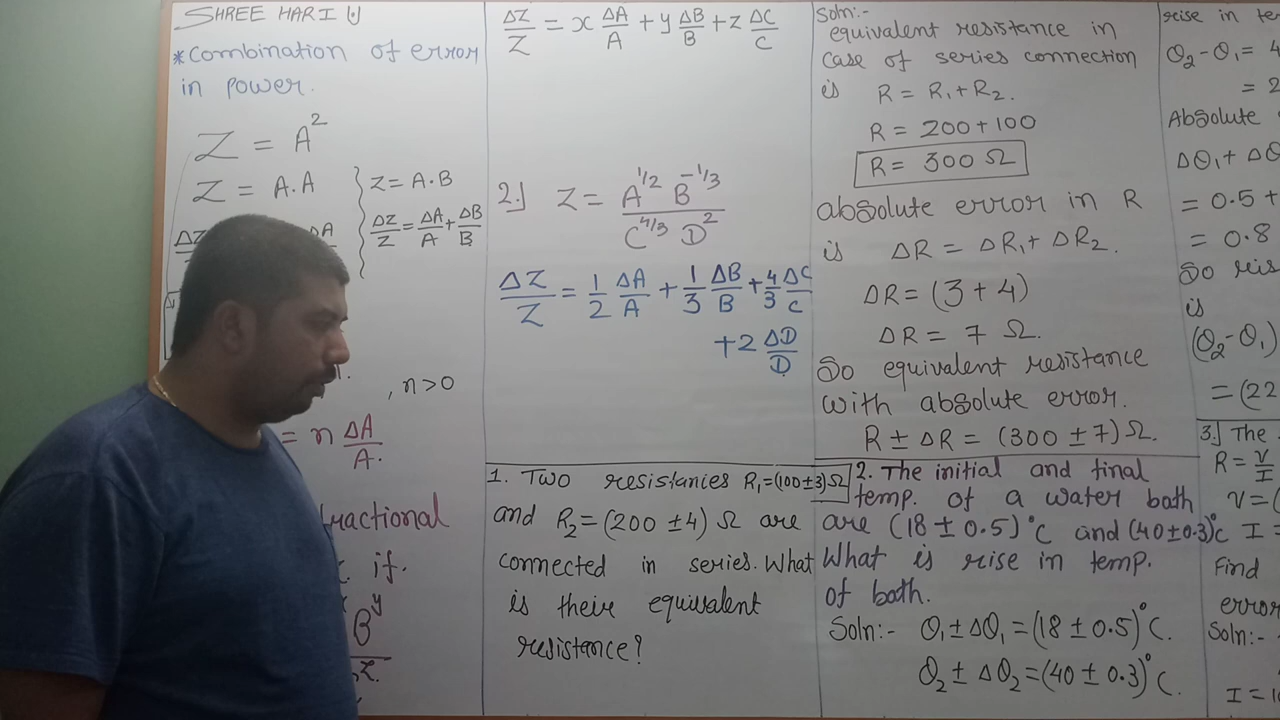 SHREE HARI
*Combination of error
in power.
Z = A²
Z = A.A
Z = A.B
ΔZ/Z = ΔA/A + ΔB/B
, n>0
= n ΔA/A.
fractional
if.
B^y
ΔZ/Z = x ΔA/A + y ΔB/B + z ΔC/C
2.] Z = A^1/2 B^-1/3 / C^4/3 D²
ΔZ/Z = 1/2 ΔA/A + 1/3 ΔB/B + 4/3 ΔC/C
+2 ΔD/D
1. Two resistanies R₁=(100±3)Ω
and R₂=(200 ±4) Ω are
connected in series. What
is their equivalent
resistance?
Soln:-
equivalent resistance in
case of series connection
is R = R₁+R₂.
R = 200+100
R = 300 Ω
absolute error in R
is ΔR = ΔR₁+ ΔR₂.
ΔR = (3 + 4)
ΔR = 7 Ω.
So equivalent resistance
with absolute error.
R ± ΔR = (300 ±7) Ω.
2. The initial and final
temp. of a water bath
are (18 ± 0.5)°C and (40±0.3)°C
What is rise in temp.
of bath.
Soln:- θ₁ ± Δθ₁ = (18 ± 0.5)°C.
θ₂ ± Δθ₂ = (40 ± 0.3)°C.
rise in
θ₂-θ₁ = 4
= 2
Absolute
Δθ₁ + Δθ
= 0.5 +
= 0.8
So
is
(θ₂-θ₁)
= (22
3.] The
R = V/I
V = (
I =
Find
error
Soln:-
I = 1